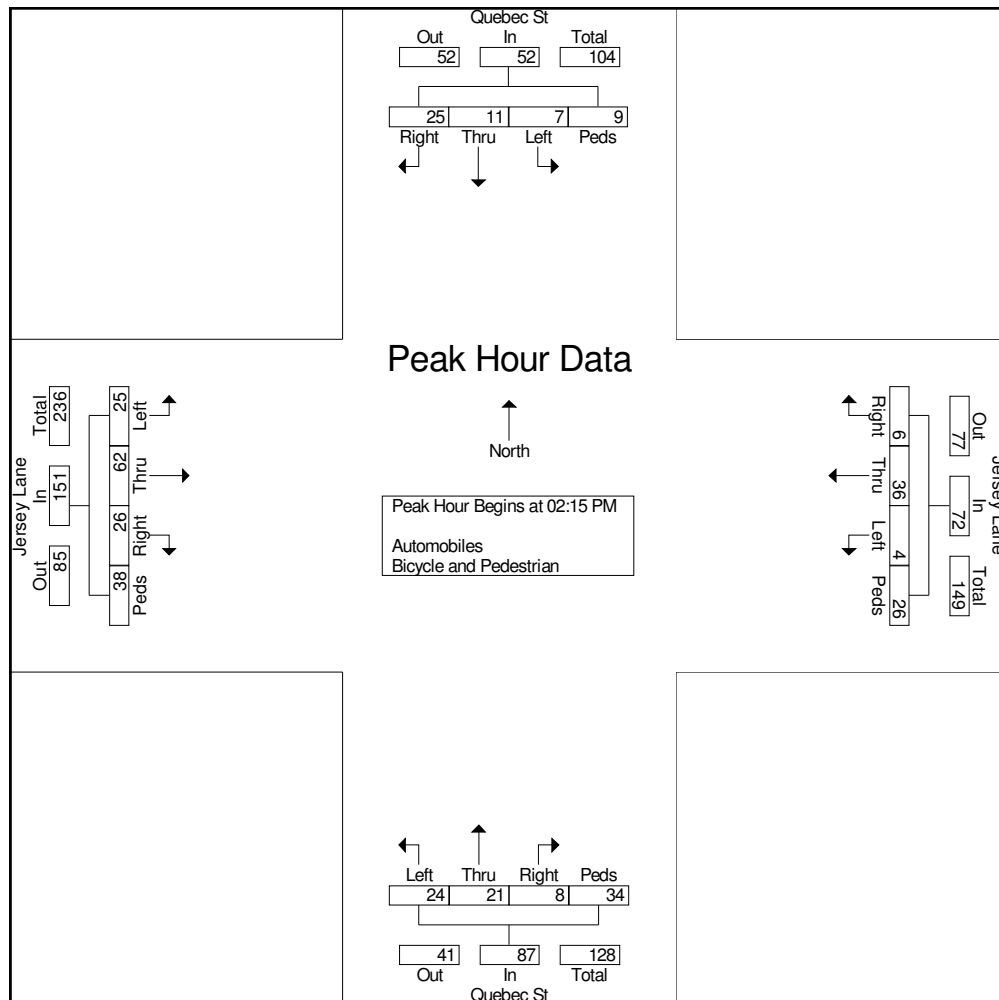 Quebec St
Out In Total
52 52 104
25 11 7 9
Right Thru Left Peds
Peak Hour Data
North
Peak Hour Begins at 02:15 PM
Automobiles
Bicycle and Pedestrian
Jersey Lane
Out In Total
85 151 236
38 26 62 25
Peds Right Thru Left
Jersey Lane
Out In Total
77 72 149
6 36 4 26
Right Thru Left Peds
Left Thru Right Peds
24 21 8 34
41 87 128
Out In Total
Quebec St